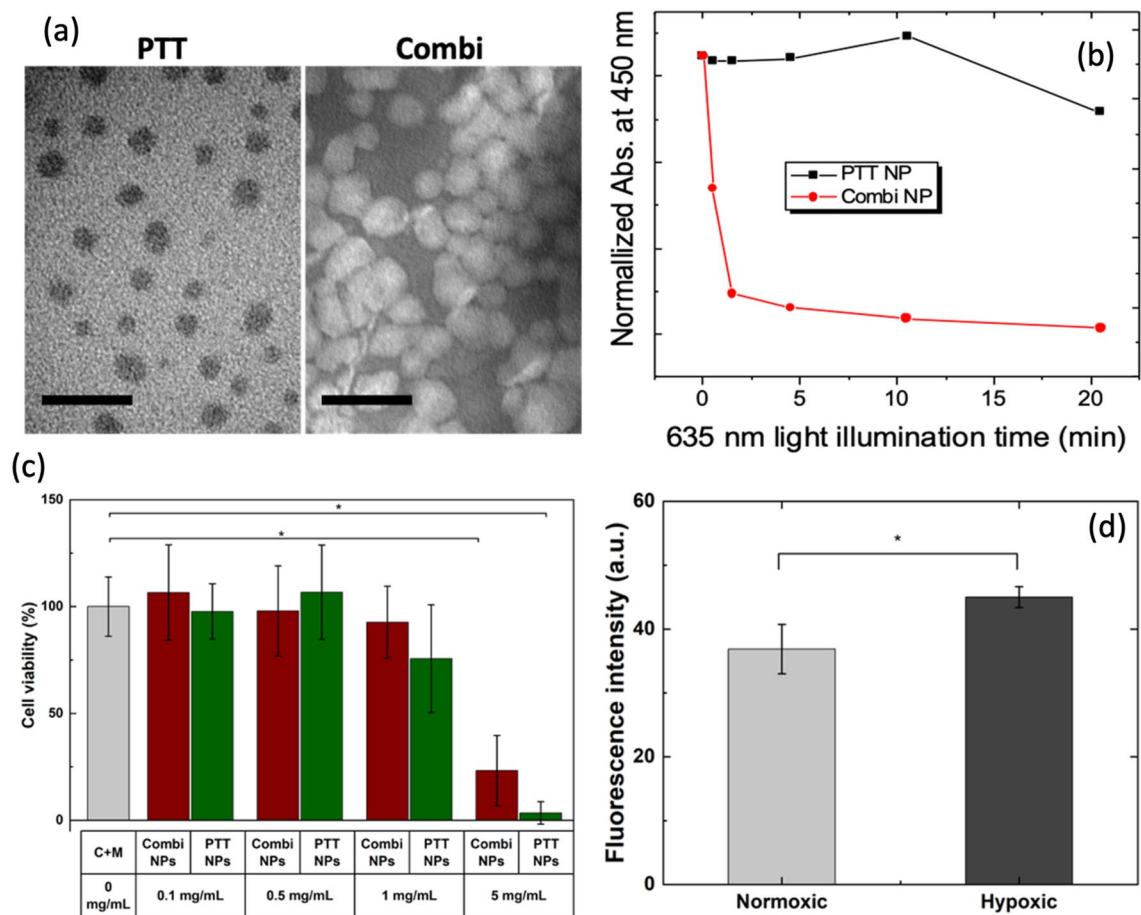 (a)
PTT
Combi
(b)
Normallized Abs. at 450 nm
PTT NP
Combi NP
0 5 10 15 20
635 nm light illumination time (min)
(c)
Cell viability (%)
150
100
50
0
*
*
C+M Combi NPs PTT NPs Combi NPs PTT NPs Combi NPs PTT NPs Combi NPs PTT NPs
0 mg/mL 0.1 mg/mL 0.5 mg/mL 1 mg/mL 5 mg/mL
(d)
Fluorescence intensity (a.u.)
60
40
20
0
*
Normoxic Hypoxic